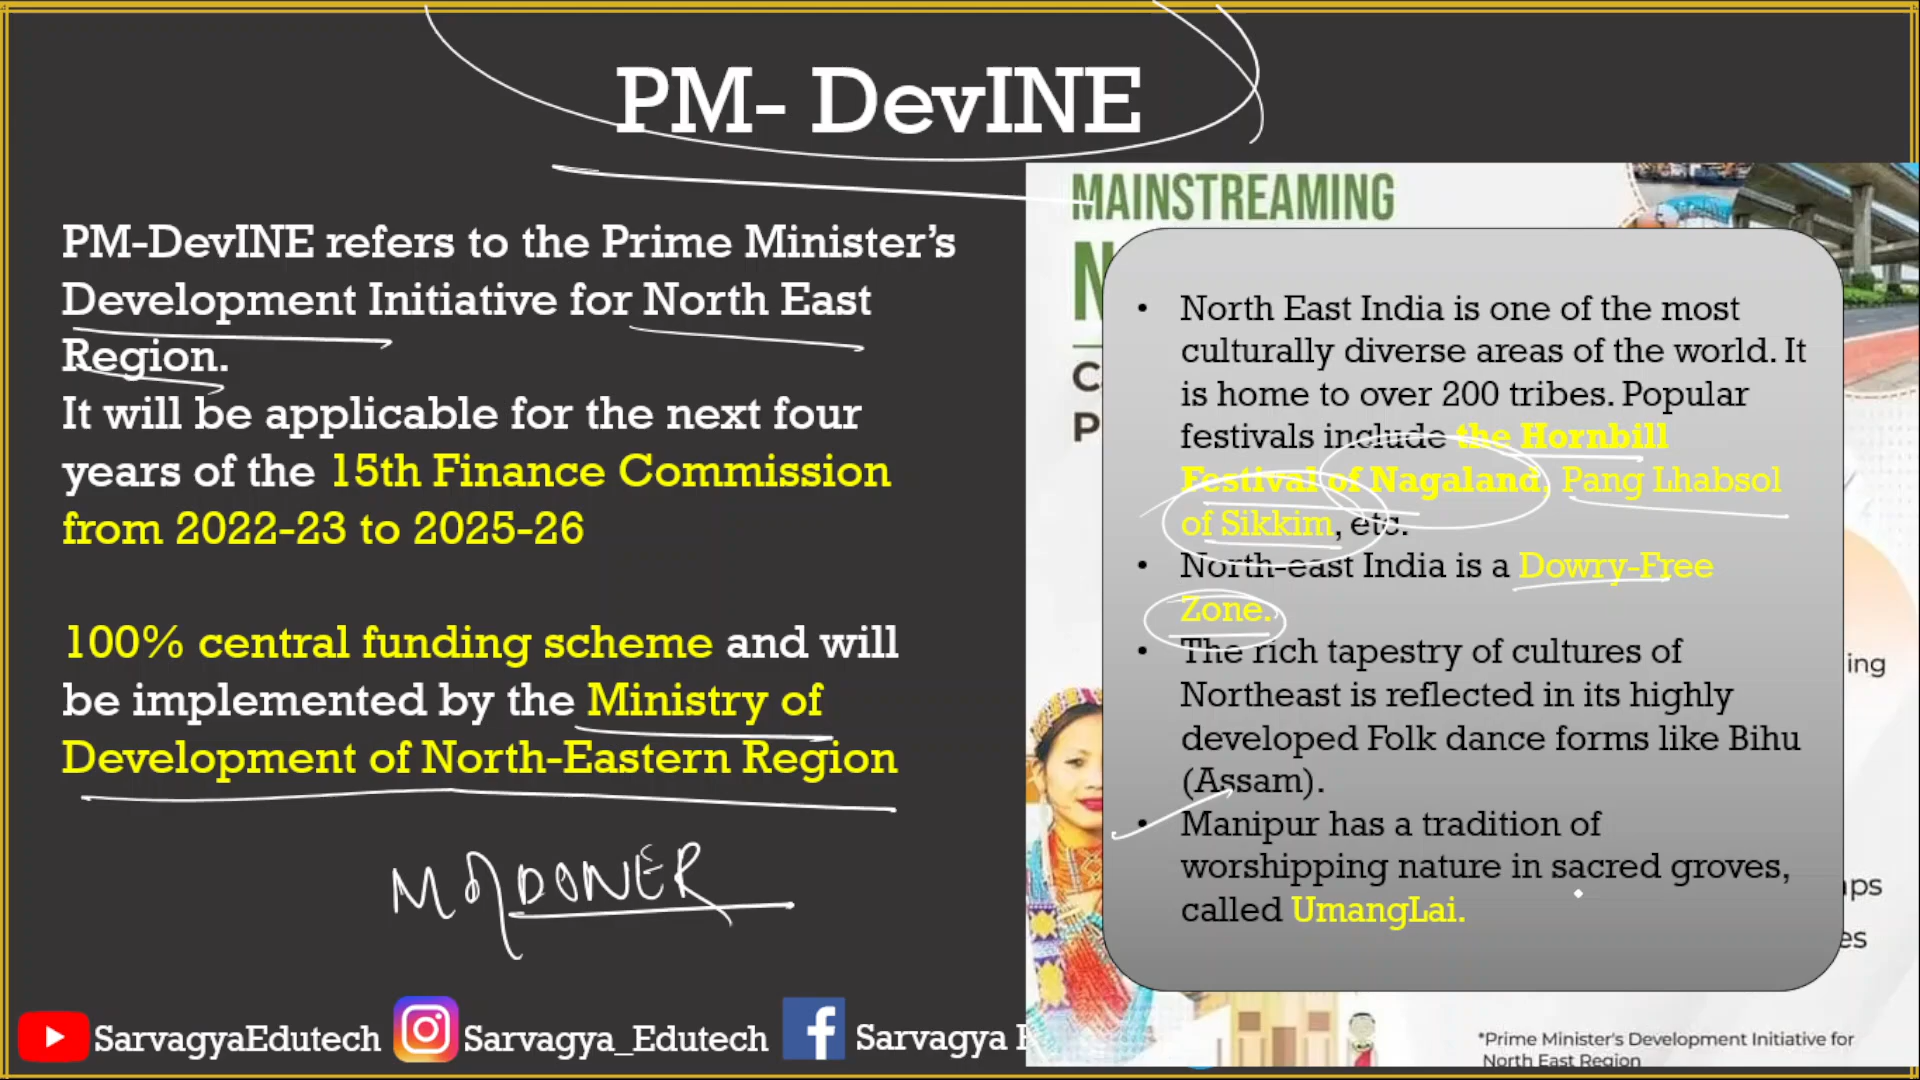 PM- DevINE
PM-DevINE refers to the Prime Minister’s
Development Initiative for North East
Region.
It will be applicable for the next four
years of the 15th Finance Commission
from 2022-23 to 2025-26
100% central funding scheme and will
be implemented by the Ministry of
Development of North-Eastern Region
M of DONER
MAINSTREAMING
N
C
P
• North East India is one of the most
culturally diverse areas of the world. It
is home to over 200 tribes. Popular
festivals include the Hornbill
Festival of Nagaland, Pang Lhabsol
of Sikkim, etc.
• North-east India is a Dowry-Free
Zone.
• The rich tapestry of cultures of
Northeast is reflected in its highly
developed Folk dance forms like Bihu
(Assam).
• Manipur has a tradition of
worshipping nature in sacred groves,
called UmangLai.
ing
aps
es
SarvagyaEdutech
Sarvagya_Edutech
Sarvagya
*Prime Minister's Development Initiative for
North East Region